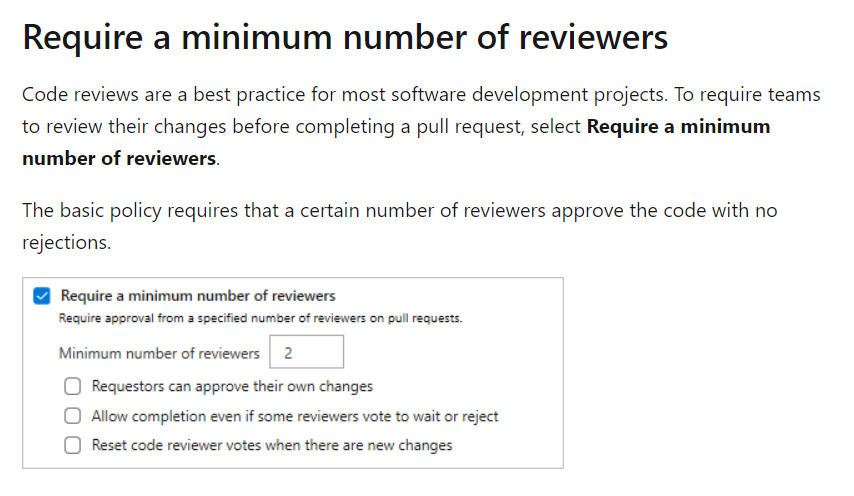 Require a minimum number of reviewers
Code reviews are a best practice for most software development projects. To require teams
to review their changes before completing a pull request, select Require a minimum
number of reviewers.
The basic policy requires that a certain number of reviewers approve the code with no
rejections.
Require a minimum number of reviewers
Require approval from a specified number of reviewers on pull requests.
Minimum number of reviewers 2
Requestors can approve their own changes
Allow completion even if some reviewers vote to wait or reject
Reset code reviewer votes when there are new changes